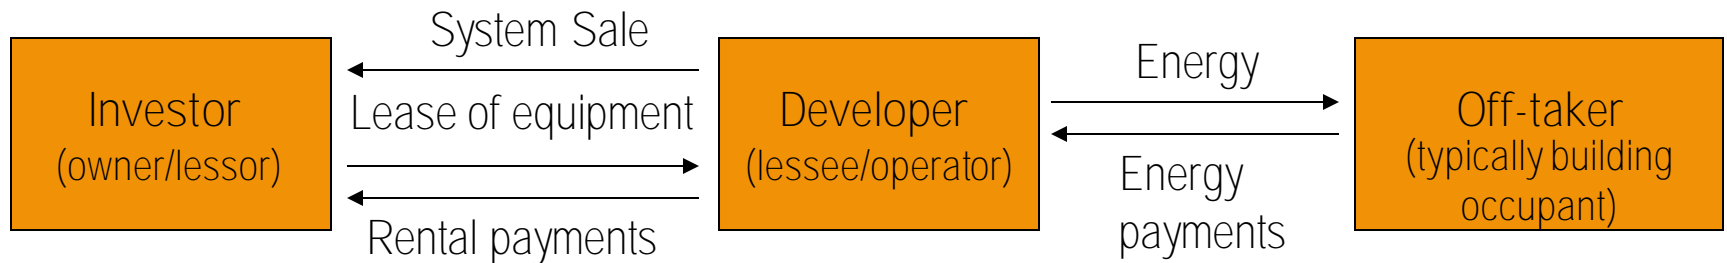 Investor
(owner/lessor)
System Sale
Lease of equipment
Rental payments
Developer
(lessee/operator)
Energy
Energy
payments
Off-taker
(typically building
occupant)